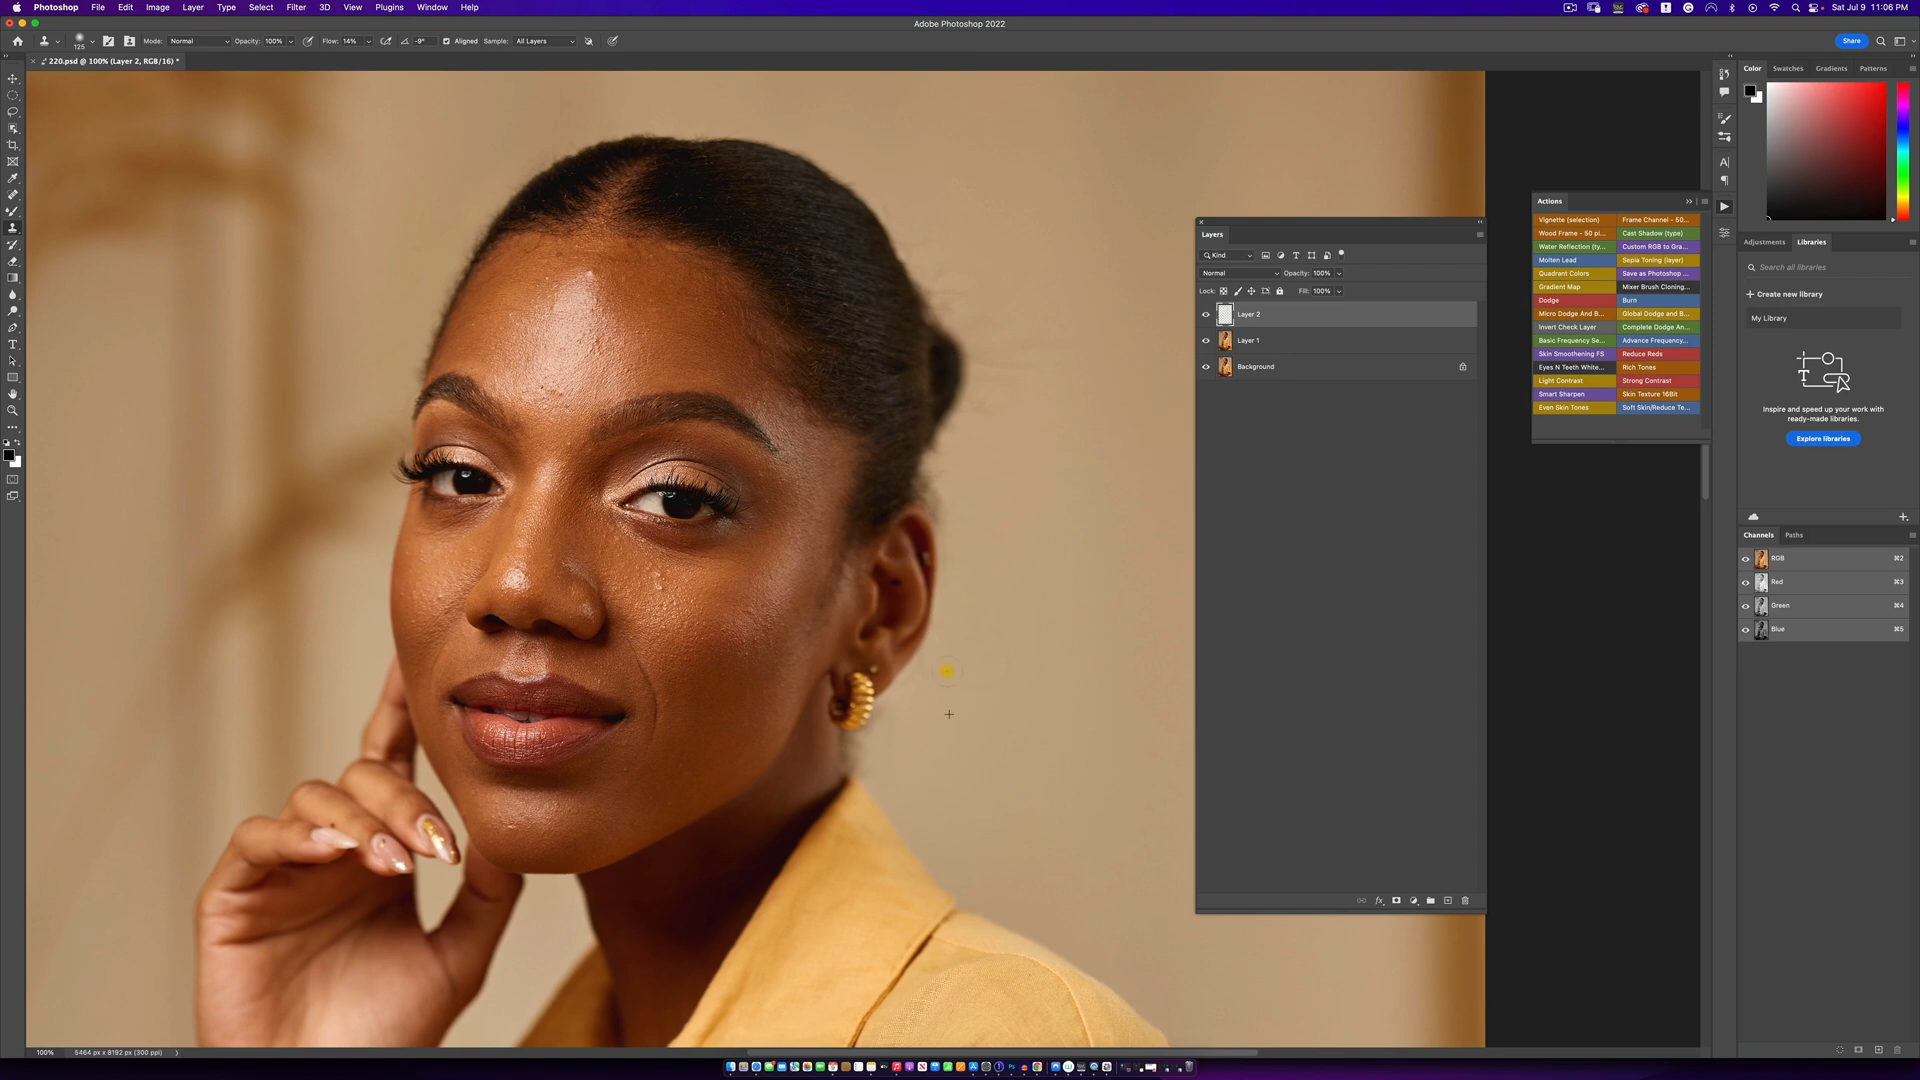 Photoshop File Edit Image Layer Type Select Filter 3D View Plugins Window Help
Sat Jul 9 11:06 PM
Adobe Photoshop 2022
125 Mode: Normal Opacity: 100% Flow: 14% -9° Aligned Sample: All Layers
Share
220.psd @ 100% (Layer 2, RGB/16) *
Layers
Kind
Normal Opacity: 100%
Lock: Fill: 100%
Layer 2
Layer 1
Background
Actions
Vignette (selection) Frame Channel - 50...
Wood Frame - 50 pi... Cast Shadow (type)
Water Reflection (ty... Custom RGB to Gra...
Molten Lead Sepia Toning (layer)
Quadrant Colors Save as Photoshop ...
Gradient Map Mixer Brush Cloning...
Dodge Burn
Micro Dodge And B... Global Dodge and B...
Invert Check Layer Complete Dodge An...
Basic Frequency Se... Advance Frequency...
Skin Smoothening FS Reduce Reds
Eyes N Teeth White... Rich Tones
Light Contrast Strong Contrast
Smart Sharpen Skin Texture 16Bit
Even Skin Tones Soft Skin/Reduce Te...
Color Swatches Gradients Patterns
Adjustments Libraries
Search all libraries
Create new library
My Library
Inspire and speed up your work with
ready-made libraries.
Explore libraries
Channels Paths
RGB ⌘2
Red ⌘3
Green ⌘4
Blue ⌘5
100% 5464 px x 8192 px (300 ppi)